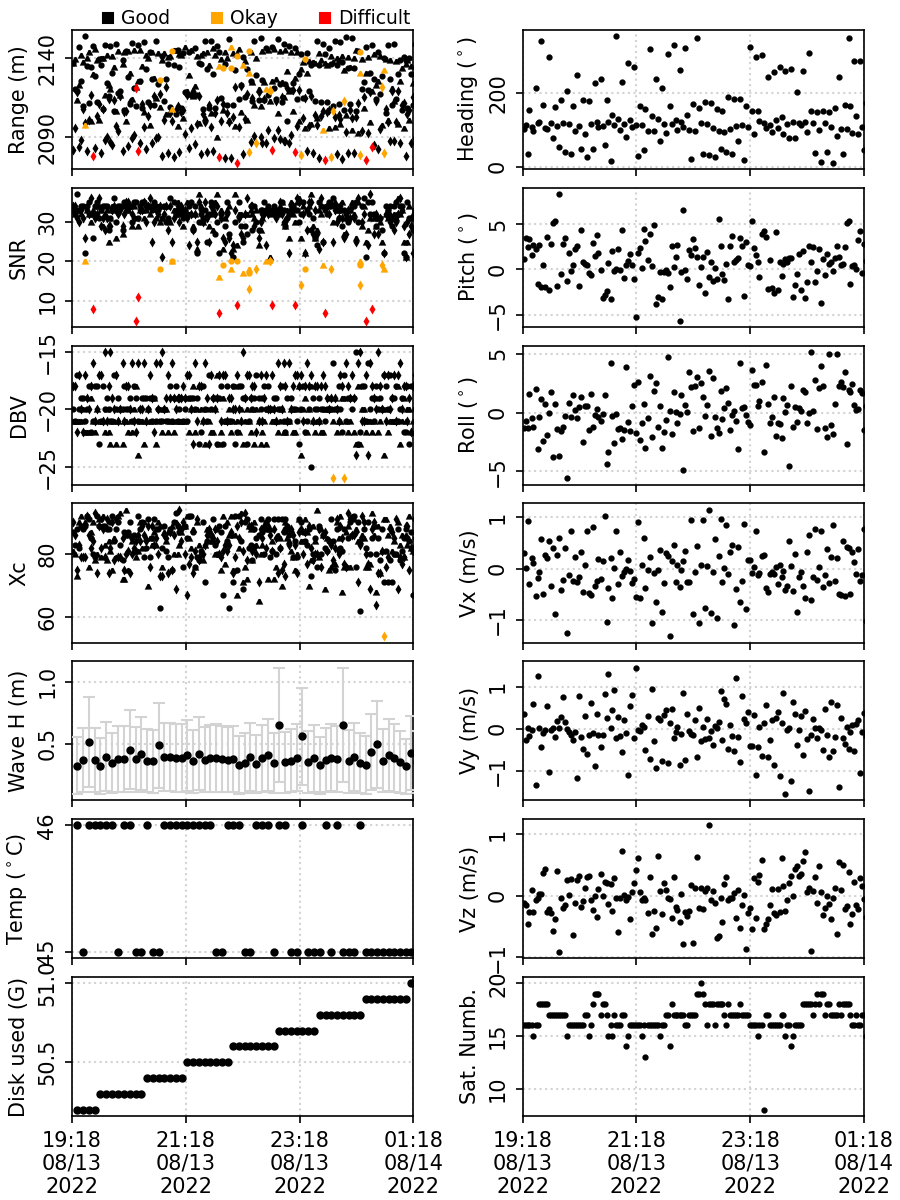 Good Okay Difficult
Range (m)
2140
2090
Heading (°)
200
0
SNR
30
20
10
Pitch (°)
5
0
−5
DBV
−15
−20
−25
Roll (°)
5
0
−5
Xc
80
60
Vx (m/s)
1
0
−1
Wave H (m)
1.0
0.5
Vy (m/s)
1
0
−1
Temp (°C)
46
45
Vz (m/s)
1
0
−1
Disk used (G)
51.0
50.5
Sat. Numb.
20
15
10
19:18 21:18 23:18 01:18 19:18 21:18 23:18 01:18
08/13 08/13 08/13 08/14 08/13 08/13 08/13 08/14
2022 2022 2022 2022 2022 2022 2022 2022